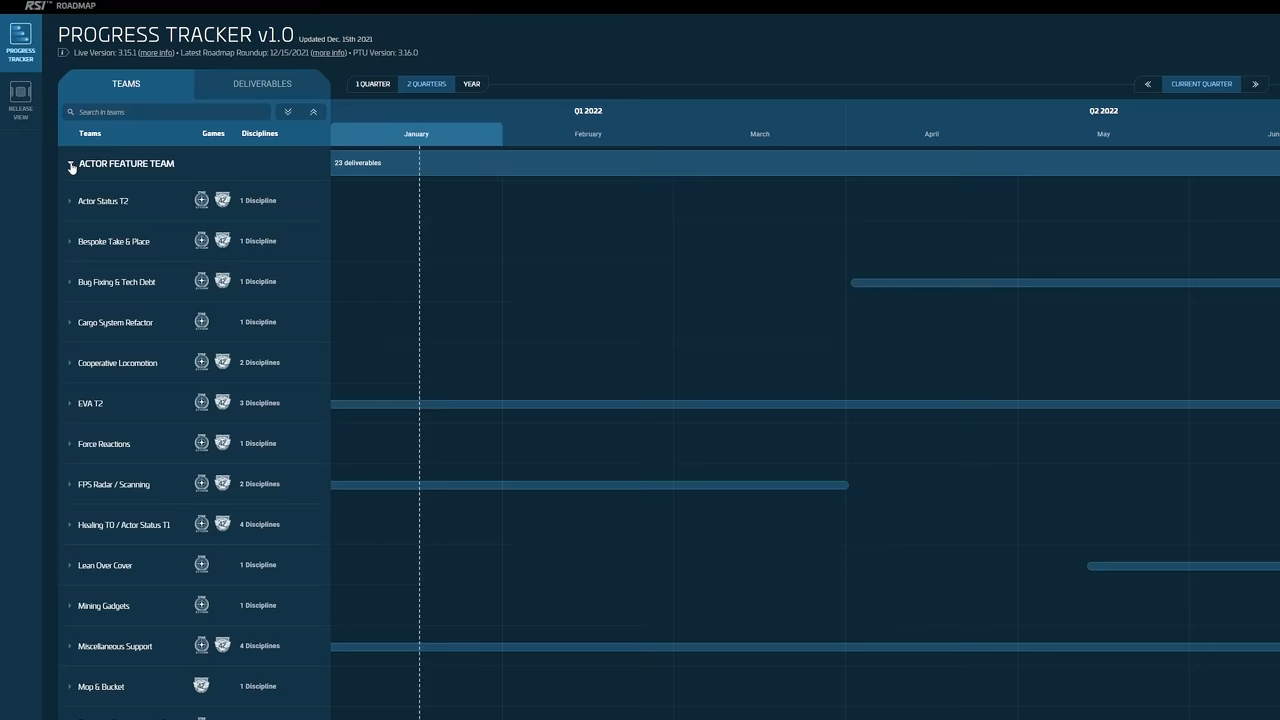 RSI ROADMAP
PROGRESS TRACKER
RELEASE VIEW
PROGRESS TRACKER v1.0 Updated Dec. 15th 2021
Live Version: 3.15.1 (more info) • Latest Roadmap Roundup: 12/15/2021 (more info) • PTU Version: 3.16.0
TEAMS DELIVERABLES 1 QUARTER 2 QUARTERS YEAR CURRENT QUARTER
Search in teams Q1 2022 Q2 2022
Teams Games Disciplines January February March April May
ACTOR FEATURE TEAM 23 deliverables
Actor Status T2 1 Discipline
Bespoke Take & Place 1 Discipline
Bug Fixing & Tech Debt 1 Discipline
Cargo System Refactor 1 Discipline
Cooperative Locomotion 2 Disciplines
EVA T2 3 Disciplines
Force Reactions 1 Discipline
FPS Radar / Scanning 2 Disciplines
Healing T0 / Actor Status T1 4 Disciplines
Lean Over Cover 1 Discipline
Mining Gadgets 1 Discipline
Miscellaneous Support 4 Disciplines
Mop & Bucket 1 Discipline